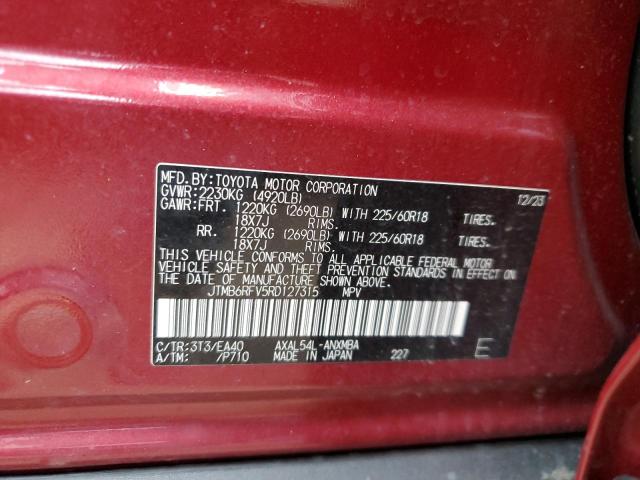 MFD.BY:TOYOTA MOTOR CORPORATION 12/23
GVWR:2230KG (4920LB)
GAWR:FRT. 1220KG (2690LB) WITH 225/60R18 TIRES.
18X7J RIMS.
RR. 1220KG (2690LB) WITH 225/60R18 TIRES.
18X7J RIMS.
THIS VEHICLE CONFORMS TO ALL APPLICABLE FEDERAL MOTOR
VEHICLE SAFETY AND THEFT PREVENTION STANDARDS IN EFFECT ON
THE DATE OF MANUFACTURE SHOWN ABOVE.
JTMB6RFV5RD127315 MPV
C/TR:3T3/EA40 AXAL54L-ANXMBA
A/TM: /P710 MADE IN JAPAN 227 E